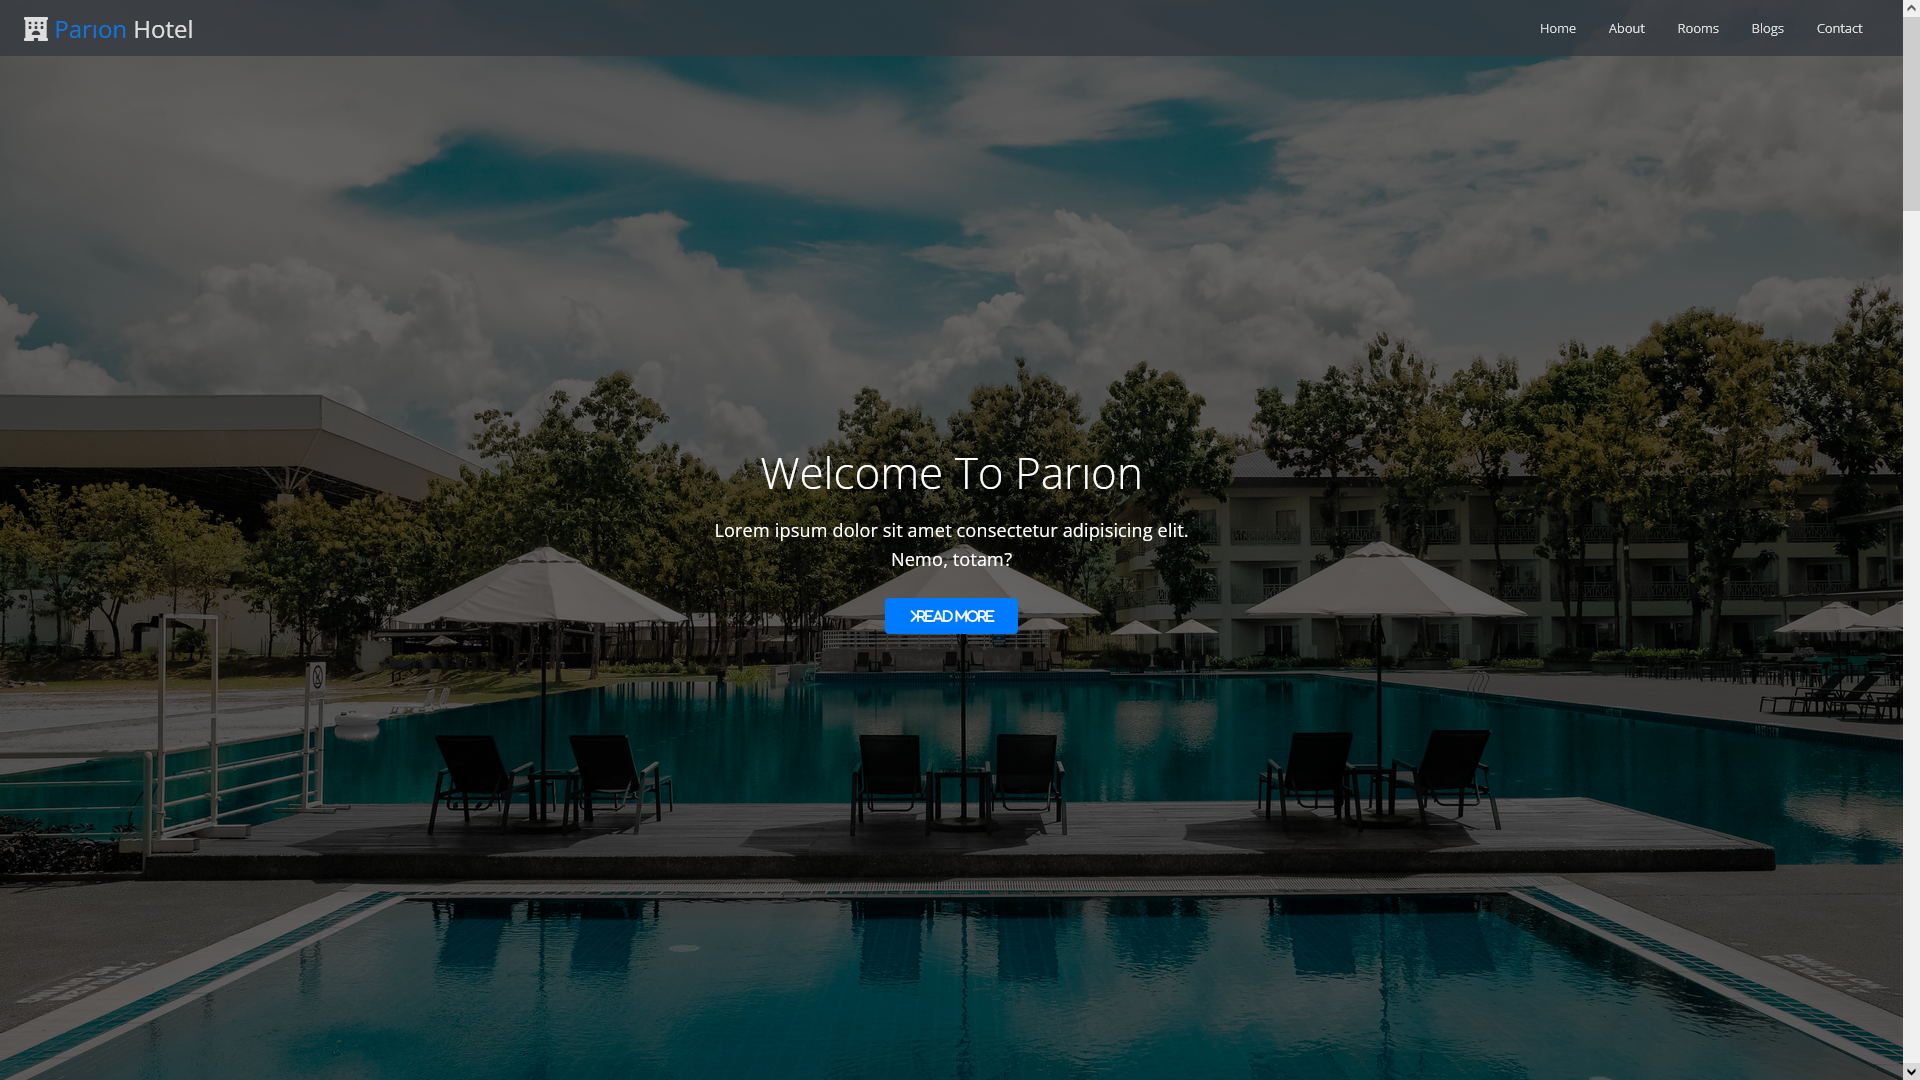 Parıon Hotel
Home
About
Rooms
Blogs
Contact
Welcome To Parıon
Lorem ipsum dolor sit amet consectetur adipisicing elit.
Nemo, totam?
READ MORE